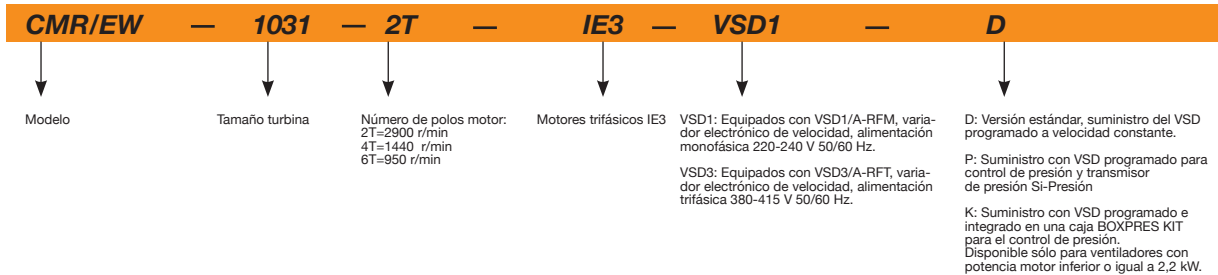 CMR/EW — 1031 — 2T — IE3 — VSD1 — D
Modelo
Tamaño turbina
Número de polos motor:
2T=2900 r/min
4T=1440 r/min
6T=950 r/min
Motores trifásicos IE3
VSD1: Equipados con VSD1/A-RFM, varia-
dor electrónico de velocidad, alimentación
monofásica 220-240 V 50/60 Hz.
VSD3: Equipados con VSD3/A-RFT, varia-
dor electrónico de velocidad, alimentación
trifásica 380-415 V 50/60 Hz.
D: Versión estándar, suministro del VSD
programado a velocidad constante.
P: Suministro con VSD programado para
control de presión y transmisor
de presión Si-Presión
K: Suministro con VSD programado e
integrado en una caja BOXPRES KIT
para el control de presión.
Disponible sólo para ventiladores con
potencia motor inferior o igual a 2,2 kW.